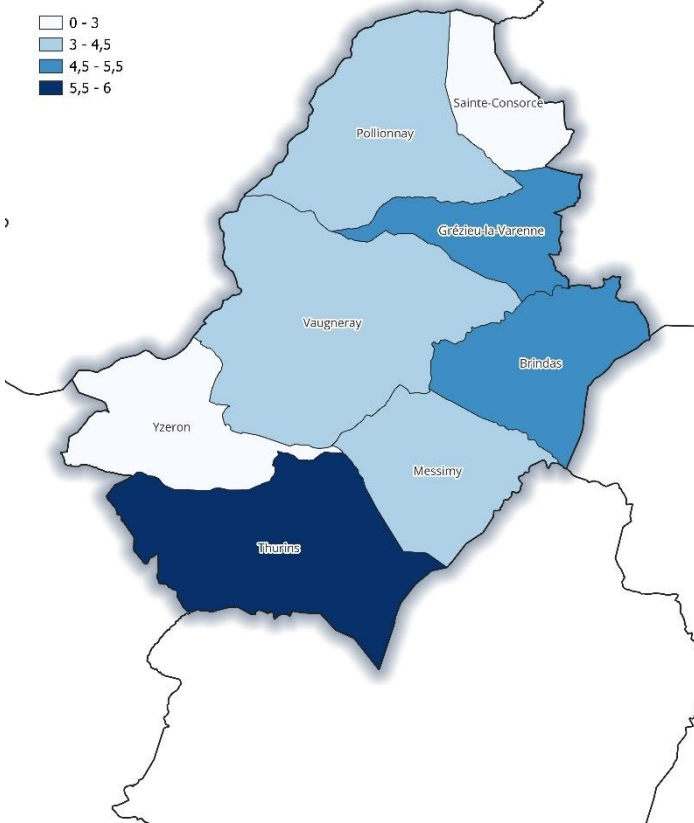 0 - 3
3 - 4,5
4,5 - 5,5
5,5 - 6
Sainte-Consorce
Pollionnay
Grézieu-la-Varenne
Vaugneray
Brindas
Yzeron
Messimy
Thurins